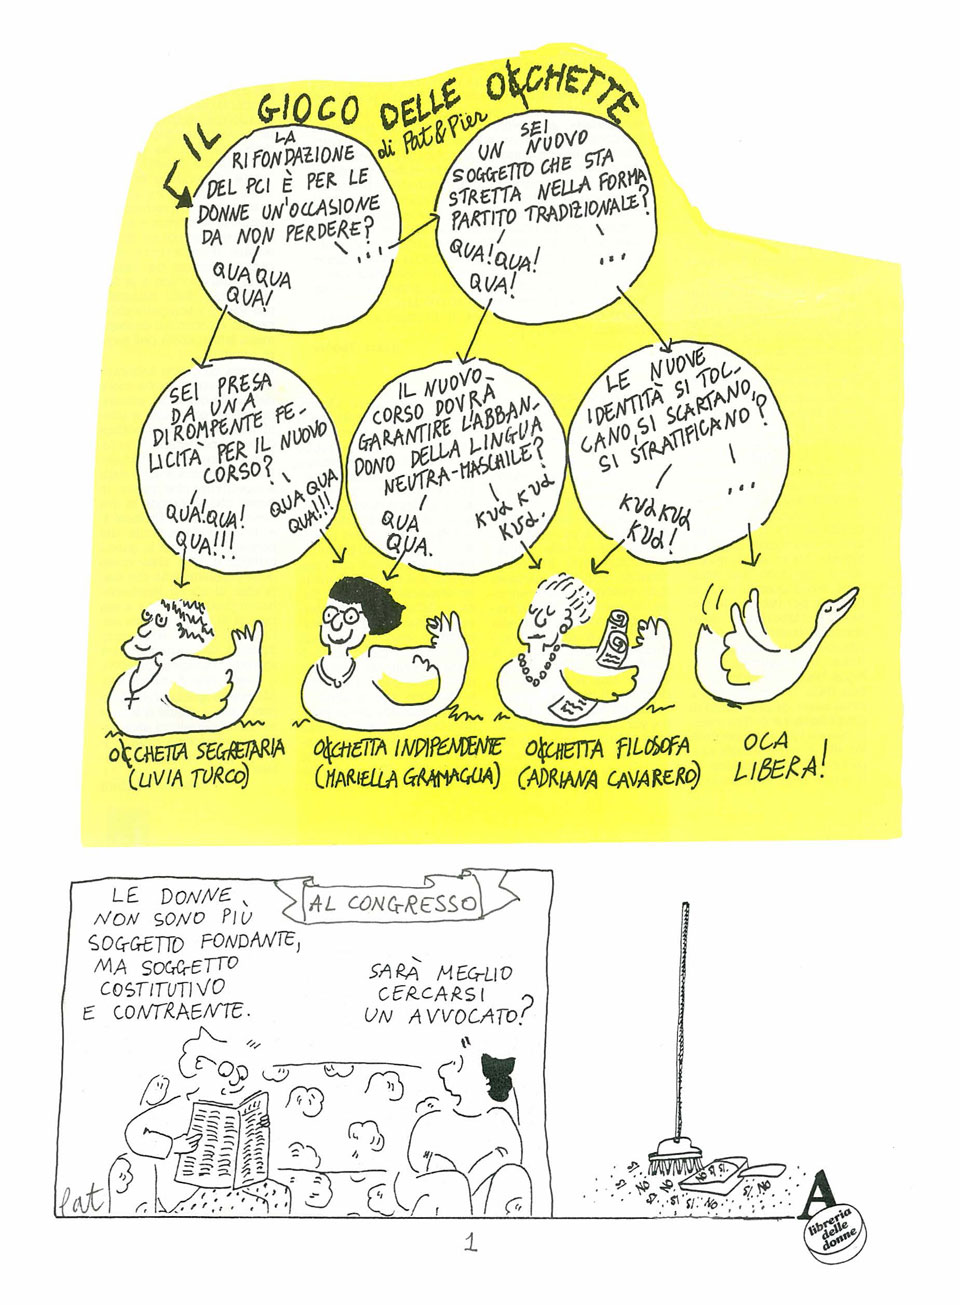 IL GIOCO DELLE OCCHETTE
di Pat & Pier
LA
RIFONDAZIONE
DEL PCI È PER LE
DONNE UN'OCCASIONE
DA NON PERDERE?
...
QUA QUA
QUA!
SEI
UN NUOVO
SOGGETTO CHE STA
STRETTA NELLA FORMA
PARTITO TRADIZIONALE?
QUA! QUA!
QUA!
...
SEI PRESA
DA UNA
DIROMPENTE FE-
LICITÀ PER IL NUOVO
CORSO?
QUA! QUA!
QUA!!!
QUA QUA
QUA!!!
IL NUOVO
CORSO DOVRÀ
GARANTIRE L'ABBAN-
DONO DELLA LINGUA
NEUTRA-MASCHILE?
QUA
QUA.
KUA KUA
KUA.
LE NUOVE
IDENTITÀ SI TOC-
CANO, SI SCARTANO,
SI STRATIFICANO?
KUA KUA
KUA!
...
OCCHETTA SEGRETARIA
(LIVIA TURCO)
OCCHETTA INDIPENDENTE
(MARIELLA GRAMAGLIA)
OCCHETTA FILOSOFA
(ADRIANA CAVARERO)
OCA
LIBERA!
AL CONGRESSO
LE DONNE
NON SONO PIÙ
SOGGETTO FONDANTE,
MA SOGGETTO
COSTITUTIVO
E CONTRAENTE.
SARÀ MEGLIO
CERCARSI
UN AVVOCATO?
Pat
SI. NO SI. NO SI SI.
SI. SI. NO SI. NO
A
libreria
delle
donne
1